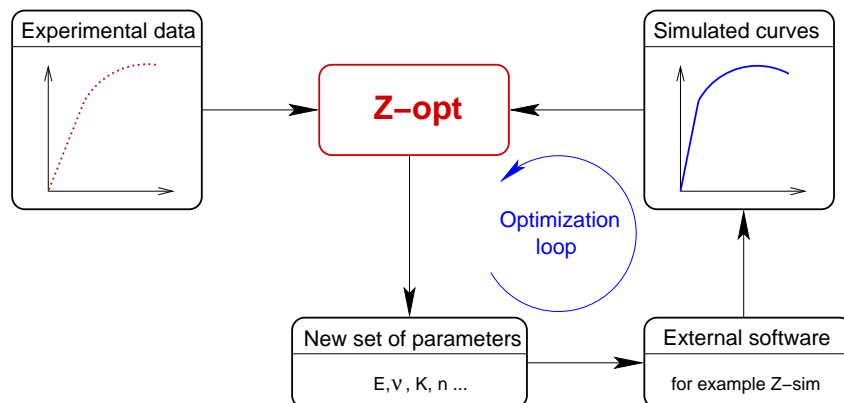 Experimental data
Simulated curves
Z−opt
Optimization
loop
New set of parameters
E,ν, K, n ...
External software
for example Z−sim